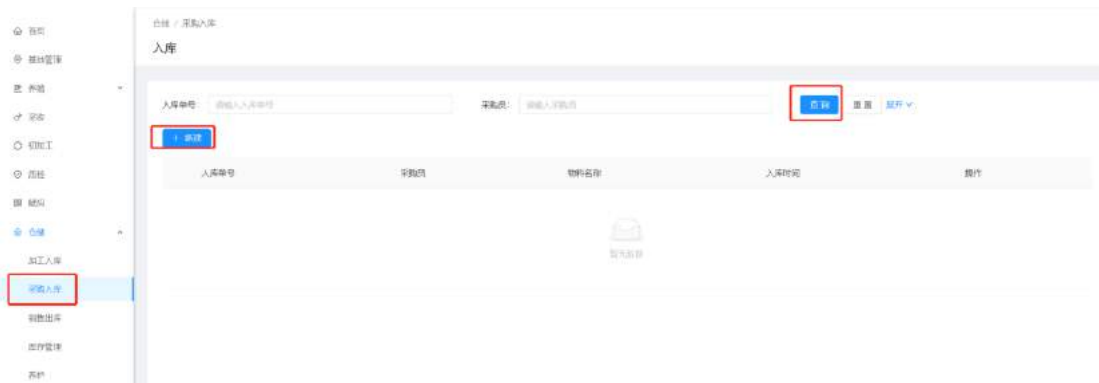 仓储 / 采购入库
入库
首页
基地管理
养殖
采收
初加工
质检
赋码
仓储
加工入库
采购入库
销售出库
库存管理
养护
入库单号 请输入入库单号 采购员: 请输入采购员 查询 重置 展开
+ 新建
入库单号 采购员 物料名称 入库时间 操作
暂无数据